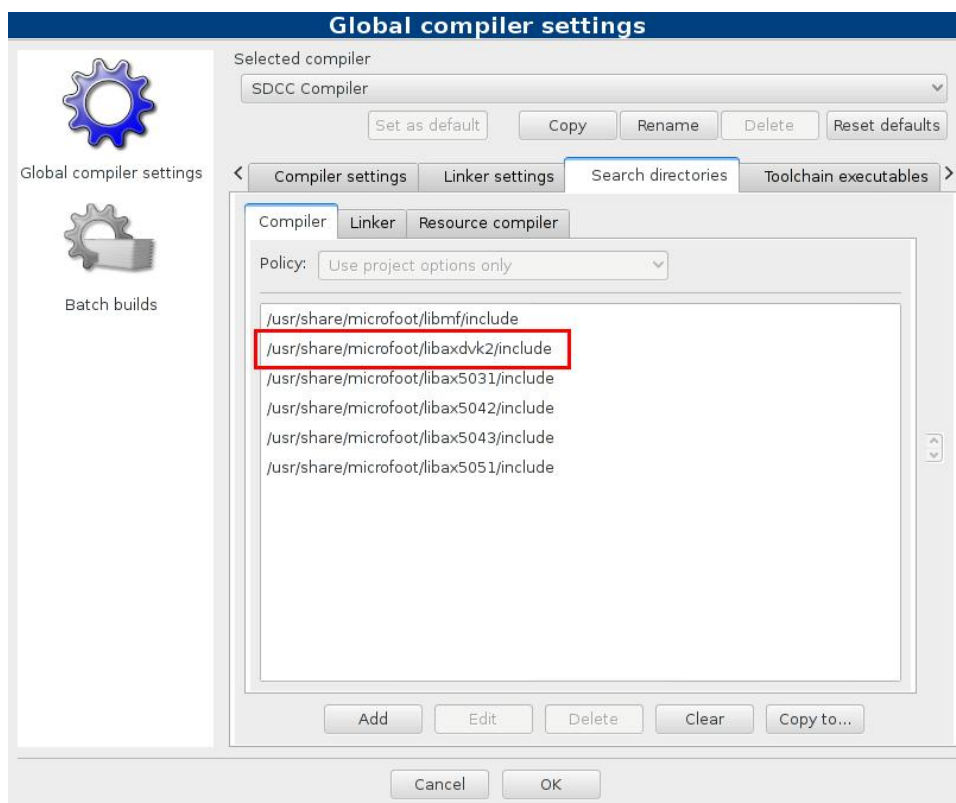 Global compiler settings
Selected compiler
SDCC Compiler
Set as default Copy Rename Delete Reset defaults
Global compiler settings
Compiler settings Linker settings Search directories Toolchain executables
Compiler Linker Resource compiler
Policy: Use project options only
Batch builds
/usr/share/microfoot/libmf/include
/usr/share/microfoot/libaxdvk2/include
/usr/share/microfoot/libax5031/include
/usr/share/microfoot/libax5042/include
/usr/share/microfoot/libax5043/include
/usr/share/microfoot/libax5051/include
Add Edit Delete Clear Copy to...
Cancel OK